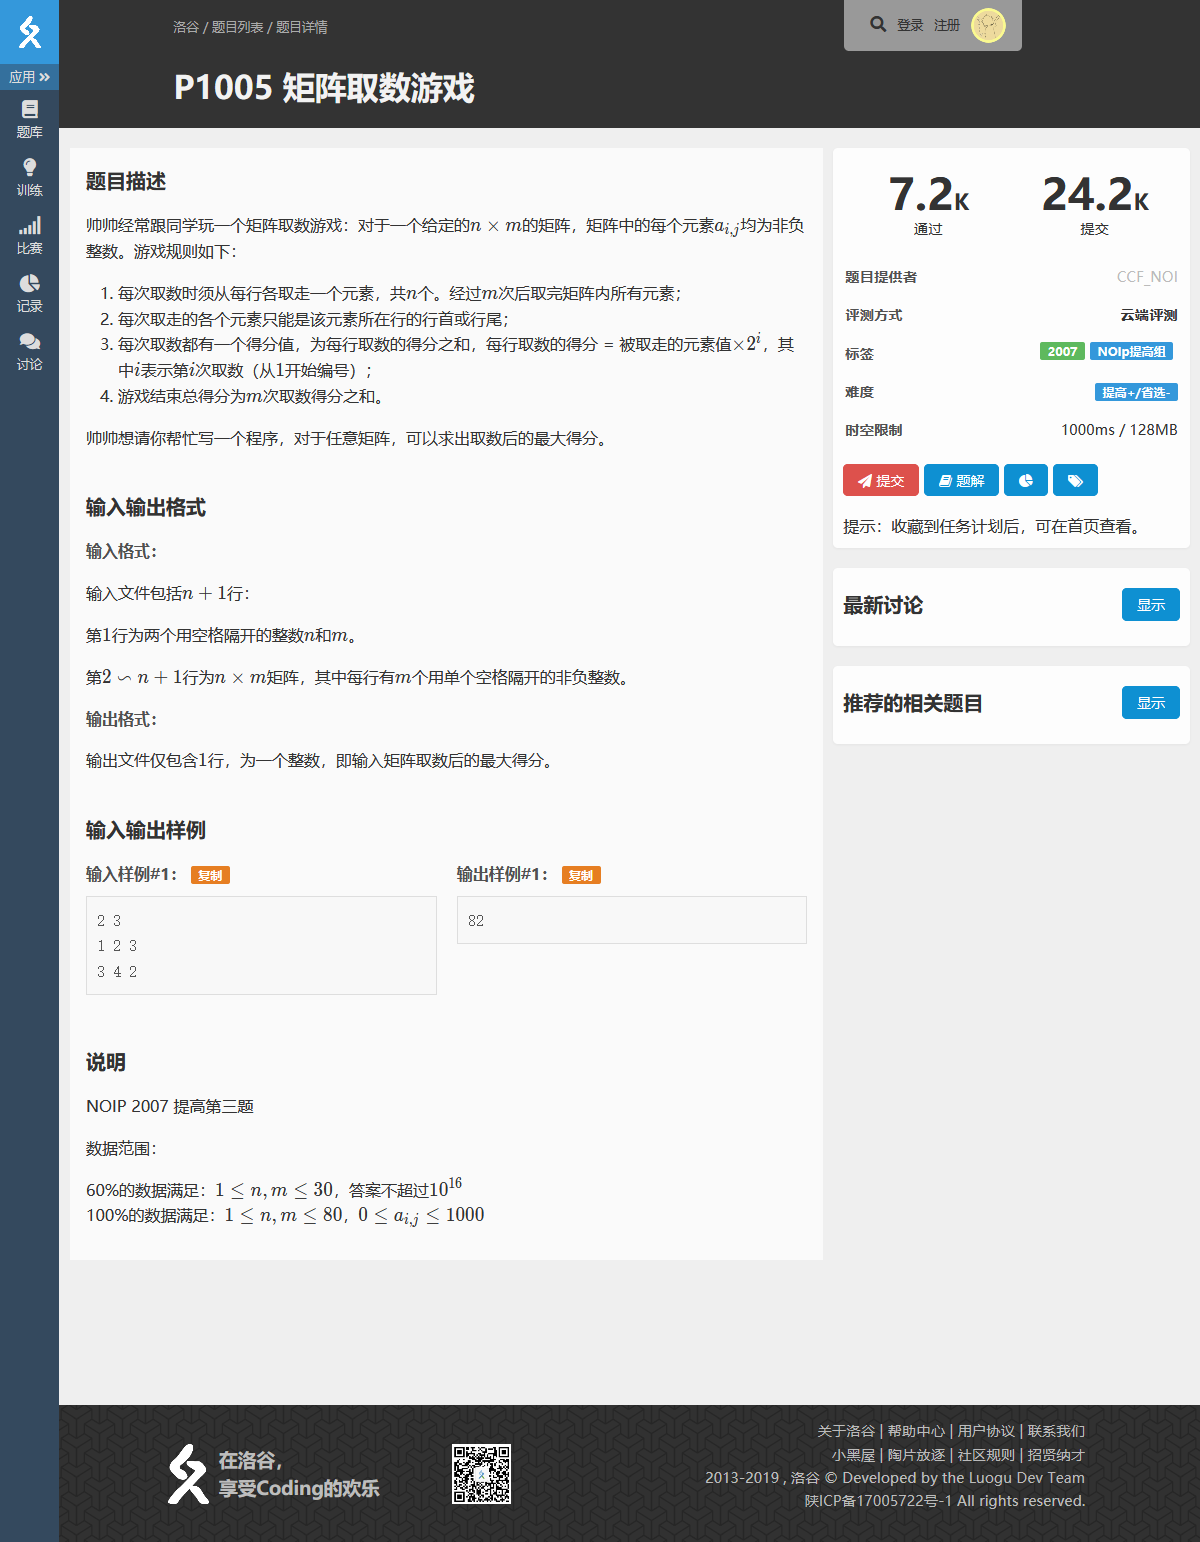 洛谷 / 题目列表 / 题目详情
登录 注册
P1005 矩阵取数游戏
应用
题库
训练
比赛
记录
讨论
题目描述
帅帅经常跟同学玩一个矩阵取数游戏：对于一个给定的n × m的矩阵，矩阵中的每个元素a_{i,j}均为非负
整数。游戏规则如下：
1. 每次取数时须从每行各取走一个元素，共n个。经过m次后取完矩阵内所有元素；
2. 每次取走的各个元素只能是该元素所在行的行首或行尾；
3. 每次取数都有一个得分值，为每行取数的得分之和，每行取数的得分 = 被取走的元素值×2^i，其
中i表示第i次取数（从1开始编号）；
4. 游戏结束总得分为m次取数得分之和。
帅帅想请你帮忙写一个程序，对于任意矩阵，可以求出取数后的最大得分。
输入输出格式
输入格式：
输入文件包括n + 1行：
第1行为两个用空格隔开的整数n和m。
第2 ∽ n + 1行为n × m矩阵，其中每行有m个用单个空格隔开的非负整数。
输出格式：
输出文件仅包含1行，为一个整数，即输入矩阵取数后的最大得分。
输入输出样例
输入样例#1： 复制
2 3
1 2 3
3 4 2
输出样例#1： 复制
82
说明
NOIP 2007 提高第三题
数据范围：
60%的数据满足：1 ≤ n, m ≤ 30，答案不超过10^{16}
100%的数据满足：1 ≤ n, m ≤ 80，0 ≤ a_{i,j} ≤ 1000
7.2K 24.2K
通过 提交
题目提供者 CCF_NOI
评测方式 云端评测
标签 2007 NOIp提高组
难度 提高+/省选-
时空限制 1000ms / 128MB
提交 题解
提示：收藏到任务计划后，可在首页查看。
最新讨论 显示
推荐的相关题目 显示
在洛谷，
享受Coding的欢乐
关于洛谷 | 帮助中心 | 用户协议 | 联系我们
小黑屋 | 陶片放逐 | 社区规则 | 招贤纳才
2013-2019 , 洛谷 © Developed by the Luogu Dev Team
陕ICP备17005722号-1 All rights reserved.